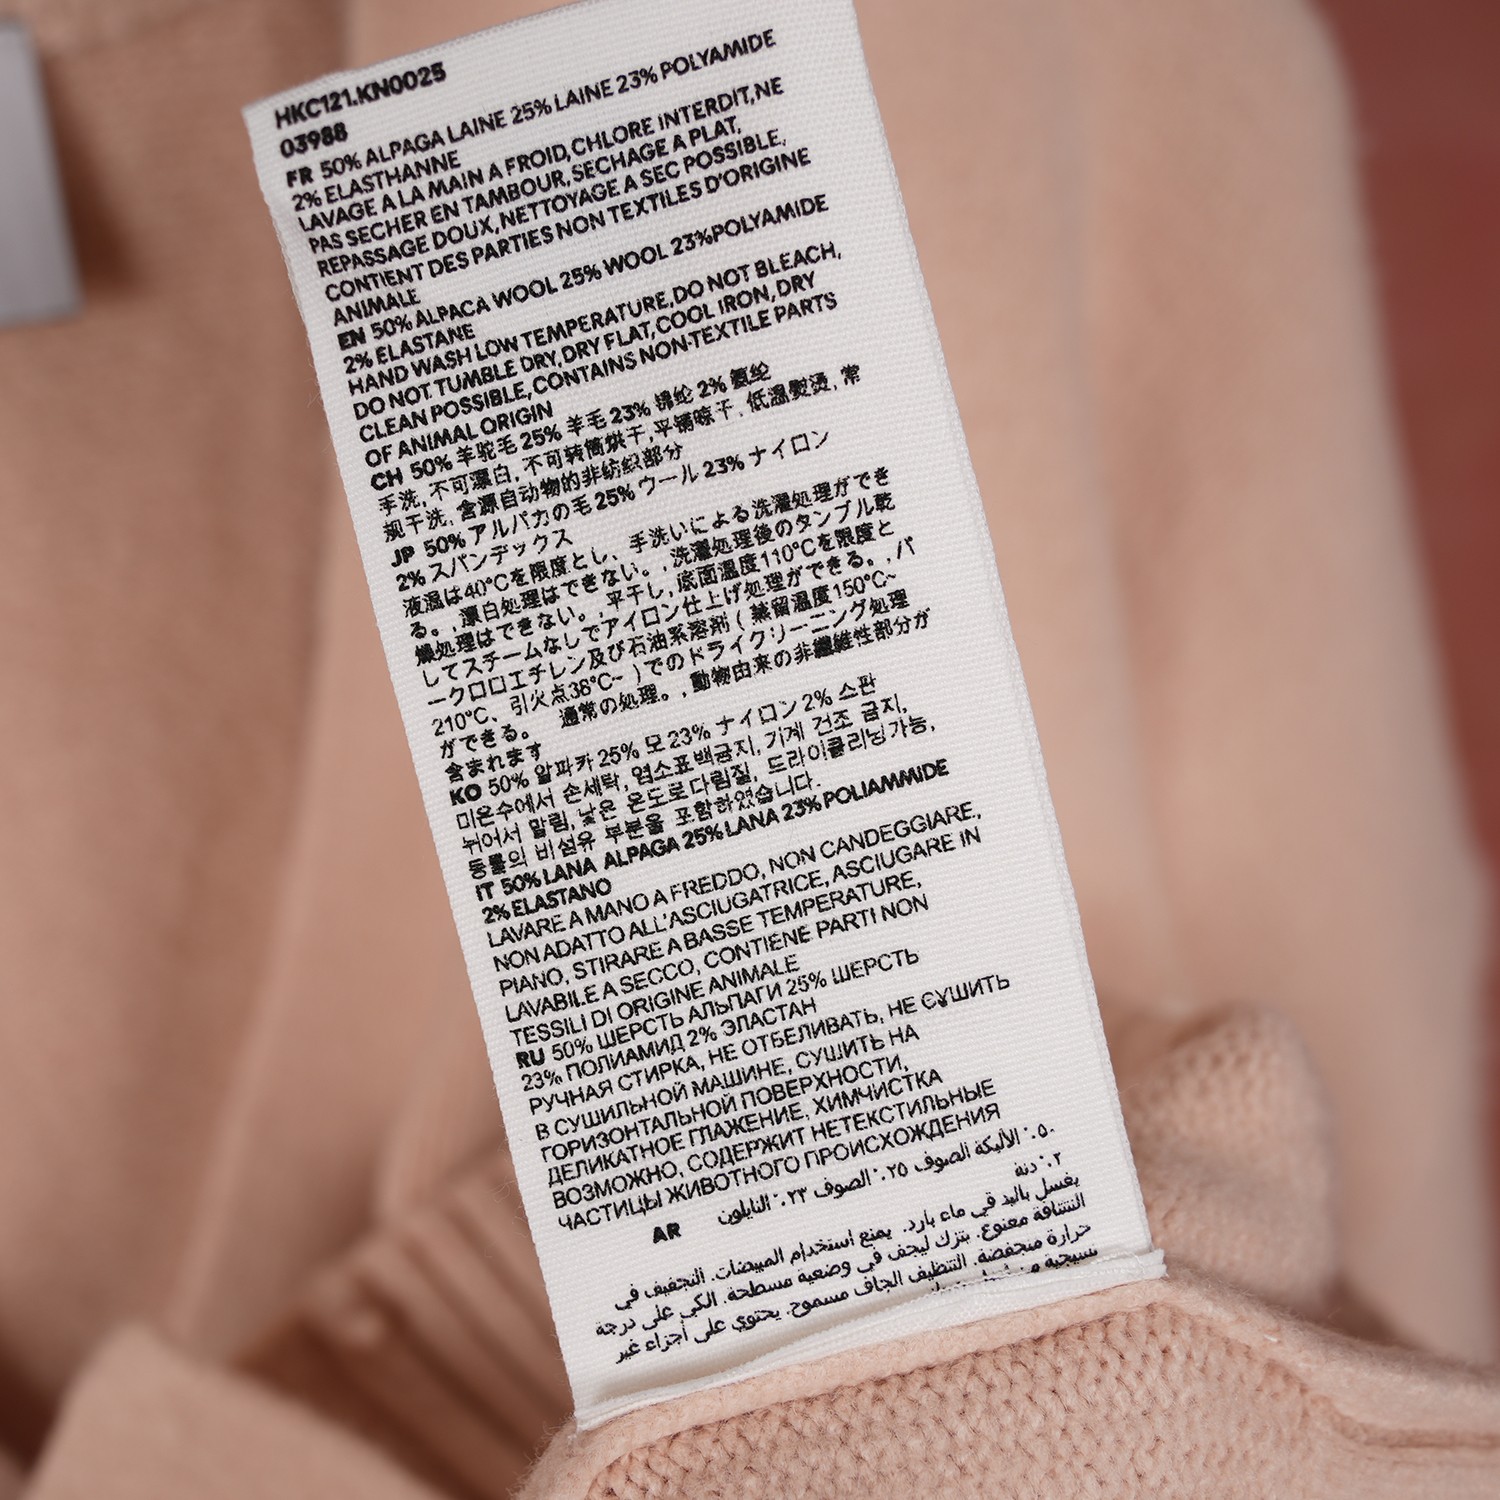 HKC121.KN0025
03988
FR 50% ALPAGA LAINE 25% LAINE 23% POLYAMIDE
2% ELASTHANNE
LAVAGE A LA MAIN A FROID,CHLORE INTERDIT,NE
PAS SECHER EN TAMBOUR,SECHAGE A PLAT,
REPASSAGE DOUX,NETTOYAGE A SEC POSSIBLE,
CONTIENT DES PARTIES NON TEXTILES D'ORIGINE
ANIMALE
EN 50% ALPACA WOOL 25% WOOL 23%POLYAMIDE
2% ELASTANE
HAND WASH LOW TEMPERATURE,DO NOT BLEACH,
DO NOT TUMBLE DRY,DRY FLAT,COOL IRON,DRY
CLEAN POSSIBLE,CONTAINS NON-TEXTILE PARTS
OF ANIMAL ORIGIN
CH 50% 羊驼毛 25% 羊毛 23% 锦纶 2% 氨纶
手洗, 不可漂白, 不可转筒烘干,平铺晾干, 低温熨烫, 常
规干洗, 含源自动物的非纺织部分
JP 50% アルパカの毛 25% ウール 23% ナイロン
2% スパンデックス
液温は40°Cを限度とし、手洗いによる洗濯処理ができ
る。,漂白処理はできない。,洗濯処理後のタンブル乾
燥処理はできない。,平干し,底面温度110°Cを限度と
してスチームなしでアイロン仕上げ処理ができる。,パ
ークロロエチレン及び石油系溶剤 ( 蒸留温度150°C~
210°C、引火点38°C~ )でのドライクリーニング処理
ができる。 通常の処理。,動物由来の非繊維性部分が
含まれます
KO 50% 알파카 25% 모 23% ナイロン 2% 소판
미온수에서 손세탁, 염소표백금지, 기계 건조 금지,
뉘어서 말림,낮은 온도로다림질, 드라이클리닝가능,
동물의 비섬유 부분을 포함하였습니다.
IT 50% LANA ALPAGA 25% LANA 23% POLIAMMIDE
2% ELASTANO
LAVARE A MANO A FREDDO, NON CANDEGGIARE,
NON ADATTO ALL'ASCIUGATRICE, ASCIUGARE IN
PIANO, STIRARE A BASSE TEMPERATURE,
LAVABILE A SECCO, CONTIENE PARTI NON
TESSILI DI ORIGINE ANIMALE
RU 50% ШЕРСТЬ АЛЬПАГИ 25% ШЕРСТЬ
23% ПОЛИАМИД 2% ЭЛАСТАН
РУЧНАЯ СТИРКА, НЕ ОТБЕЛИВАТЬ, НЕ СУШИТЬ
В СУШИЛЬНОЙ МАШИНЕ, СУШИТЬ НА
ГОРИЗОНТАЛЬНОЙ ПОВЕРХНОСТИ,
ДЕЛИКАТНОЕ ГЛАЖЕНИЕ, ХИМЧИСТКА
ВОЗМОЖНО, СОДЕРЖИТ НЕТЕКСТИЛЬНЫЕ
ЧАСТИЦЫ ЖИВОТНОГО ПРОИСХОЖДЕНИЯ
AR ٥٠٪ الأليكة الصوف ٢٥٪ الصوف ٢٣٪ النايلون
٢٪ دنة
يغسل باليد في ماء بارد. يمنع استخدام المبيضات. التجفيف في
النشافة ممنوع. يترك ليجف في وضعية مسطحة. الكي على درجة
حرارة منخفضة. التنظيف الجاف مسموح. يحتوي على أجزاء غير
نسيجية